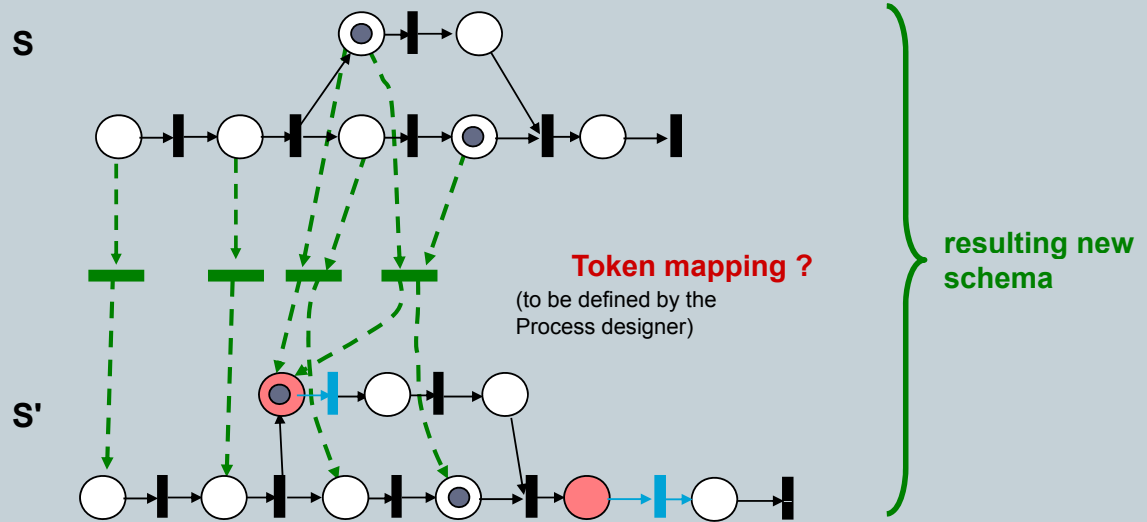 S
resulting new
schema
Token mapping ?
(to be defined by the
Process designer)
S'